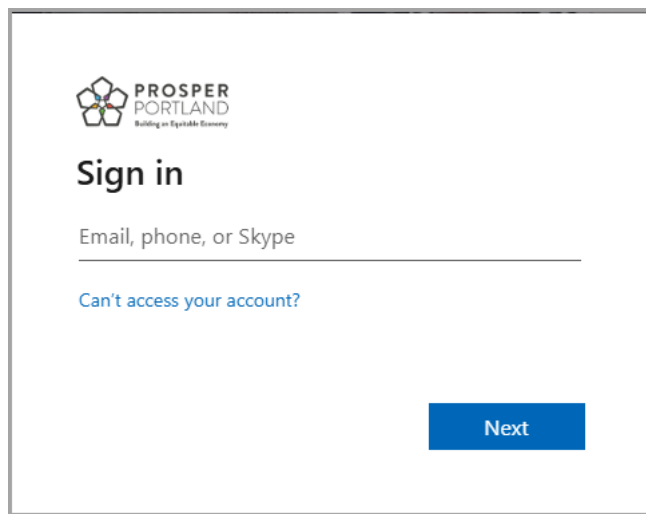 PROSPER
PORTLAND
Building an Equitable Economy
Sign in
Email, phone, or Skype
Can't access your account?
Next